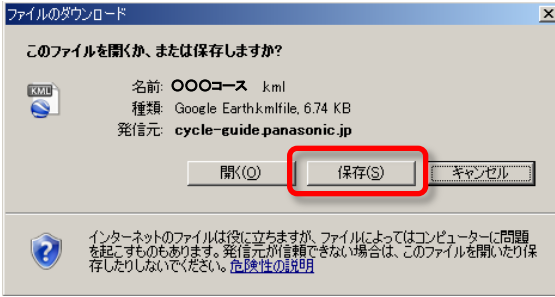 ファイルのダウンロード
このファイルを開くか、または保存しますか?
KML
名前: 〇〇〇コース .kml
種類: Google Earthkmlfile, 6.74 KB
発信元: cycle-guide.panasonic.jp
開く(O) 保存(S) キャンセル
インターネットのファイルは役に立ちますが、ファイルによってはコンピューターに問題
を起こすものもあります。発信元が信頼できない場合は、このファイルを開いたり保
存したりしないでください。危険性の説明